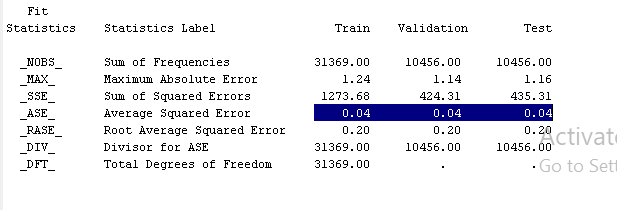 Fit
Statistics Statistics Label Train Validation Test
_NOBS_ Sum of Frequencies 31369.00 10456.00 10456.00
_MAX_ Maximum Absolute Error 1.24 1.14 1.16
_SSE_ Sum of Squared Errors 1273.68 424.31 435.31
_ASE_ Average Squared Error 0.04 0.04 0.04
_RASE_ Root Average Squared Error 0.20 0.20 0.20
_DIV_ Divisor for ASE 31369.00 10456.00 10456.00
_DFT_ Total Degrees of Freedom 31369.00 . .
Activate
Go to Sett